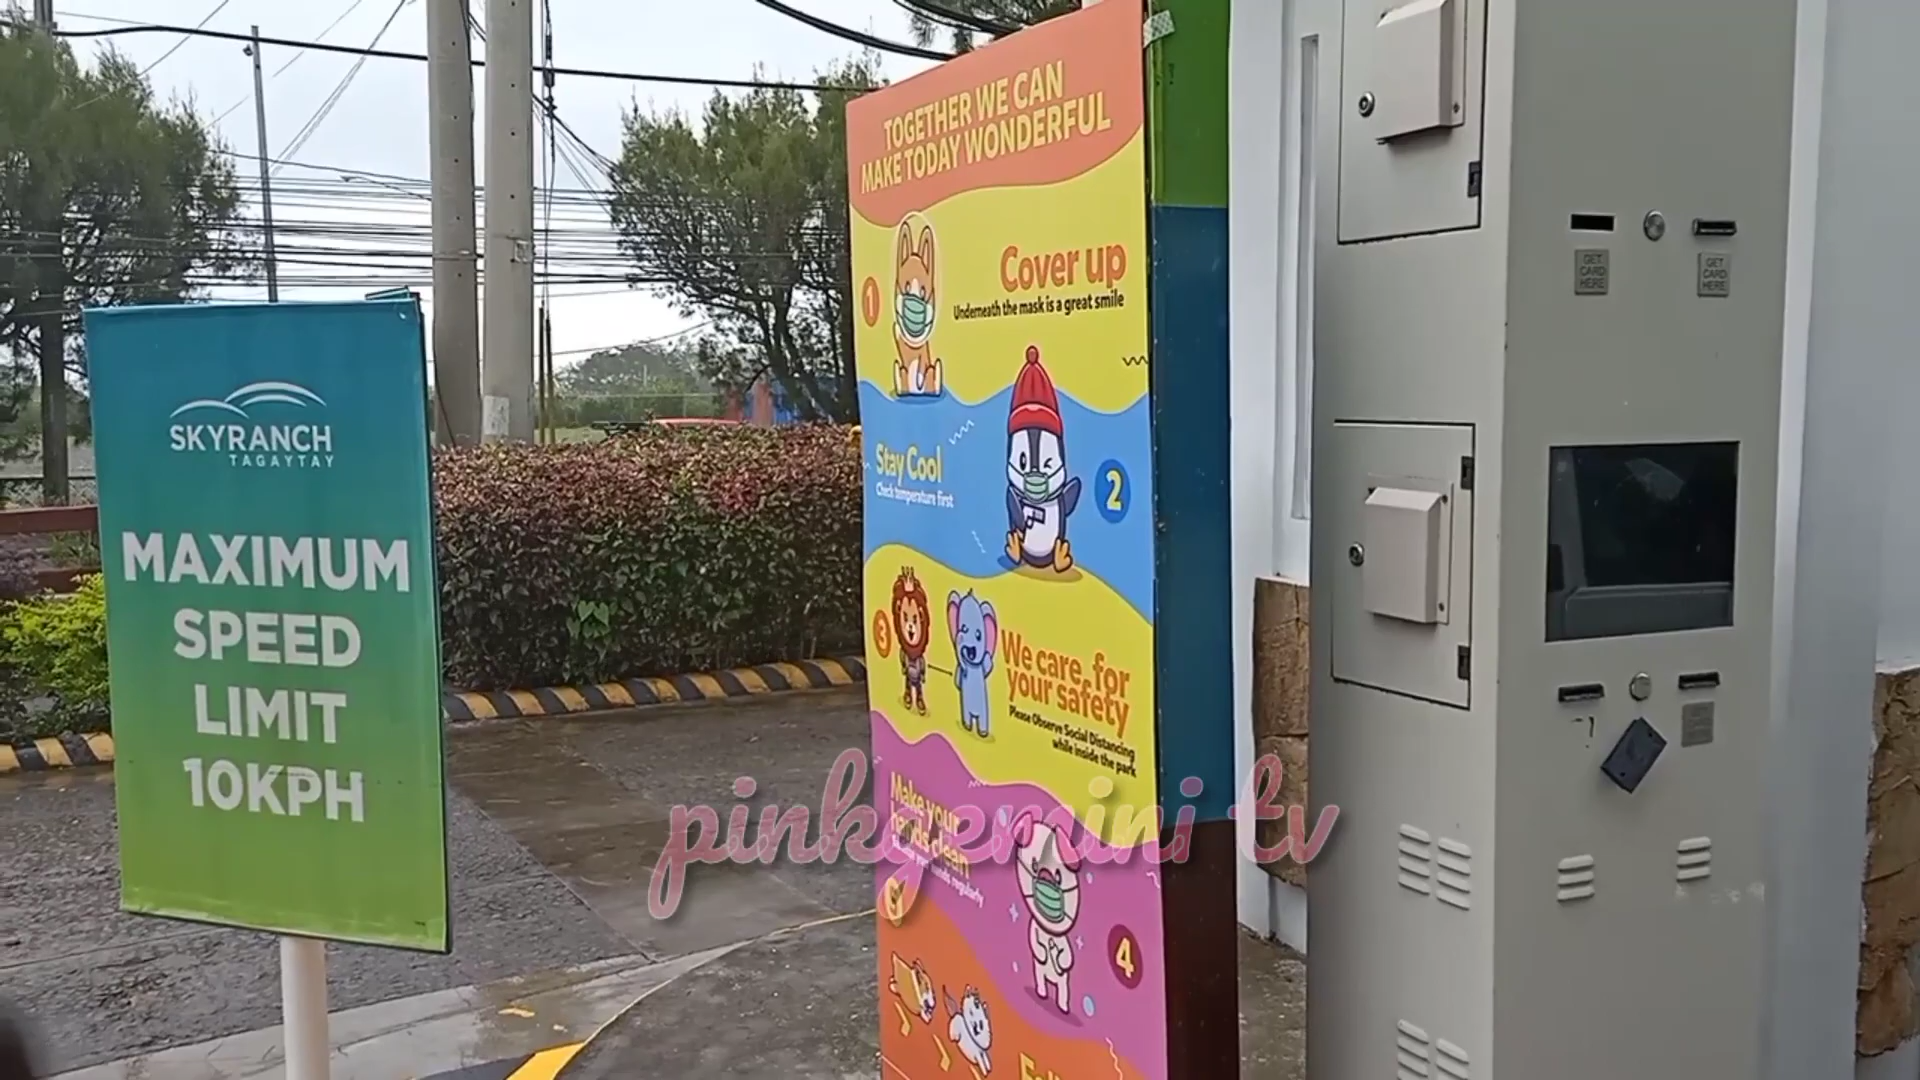 SKYRANCH
TAGAYTAY
MAXIMUM
SPEED
LIMIT
10KPH
TOGETHER WE CAN
MAKE TODAY WONDERFUL
1
Cover up
Underneath the mask is a great smile
Stay Cool
Check temperature first
2
3
We care for
your safety
Please Observe Social Distancing
while inside the park
Make your
hands clean
your hands regularly
4
GET
CARD
HERE
GET
CARD
HERE
pinkgemini tv